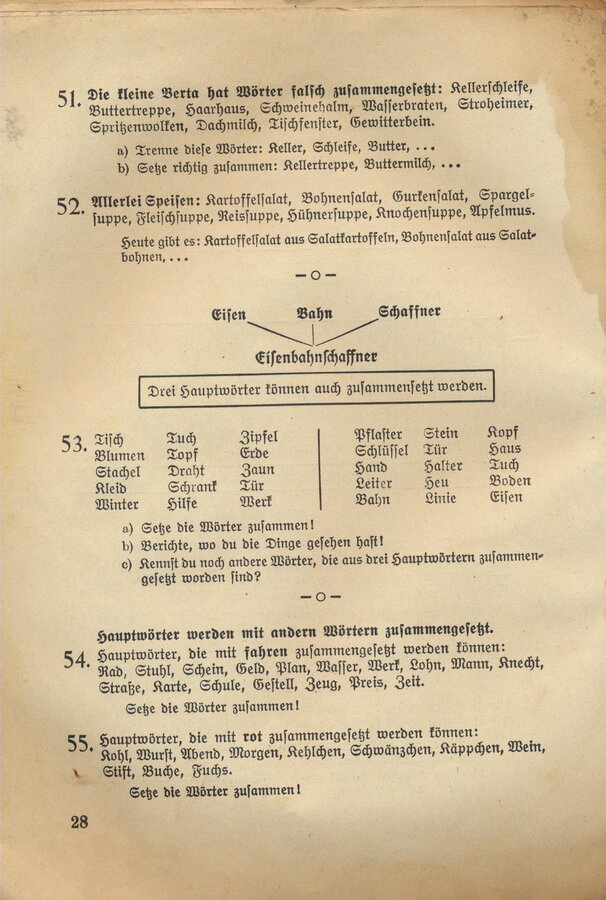 51. Die kleine Berta hat Wörter falsch zusammengesetzt: Kellerschleife,
Buttertreppe, Haarhaus, Schweinehalm, Wasserbraten, Stroheimer,
Spritzenwolken, Dachmilch, Tischfenster, Gewitterbein.
a) Trenne diese Wörter: Keller, Schleife, Butter, ...
b) Setze richtig zusammen: Kellertreppe, Buttermilch, ...
52. Allerlei Speisen: Kartoffelsalat, Bohnensalat, Gurkensalat, Spargel-
suppe, Fleischsuppe, Reissuppe, Hühnersuppe, Knochensuppe, Apfelmus.
Heute gibt es: Kartoffelsalat aus Salatkartoffeln, Bohnensalat aus Salat-
bohnen, ...
Eisen Bahn Schaffner
Eisenbahnschaffner
Drei Hauptwörter können auch zusammensetzt werden.
53. Tisch Tuch Zipfel
Blumen Topf Erde
Stachel Draht Zaun
Kleid Schrank Tür
Winter Hilfe Werk
Pflaster Stein Kopf
Schlüssel Tür Haus
Hand Halter Tuch
Leiter Heu Boden
Bahn Linie Eisen
a) Setze die Wörter zusammen!
b) Berichte, wo du die Dinge gesehen hast!
c) Kennst du noch andere Wörter, die aus drei Hauptwörtern zusammen-
gesetzt worden sind?
Hauptwörter werden mit andern Wörtern zusammengesetzt.
54. Hauptwörter, die mit fahren zusammengesetzt werden können:
Rad, Stuhl, Schein, Geld, Plan, Wasser, Werk, Lohn, Mann, Knecht,
Straße, Karte, Schule, Gestell, Zeug, Preis, Zeit.
Setze die Wörter zusammen!
55. Hauptwörter, die mit rot zusammengesetzt werden können:
Kohl, Wurst, Abend, Morgen, Kehlchen, Schwänzchen, Käppchen, Wein,
Stift, Buche, Fuchs.
Setze die Wörter zusammen!
28